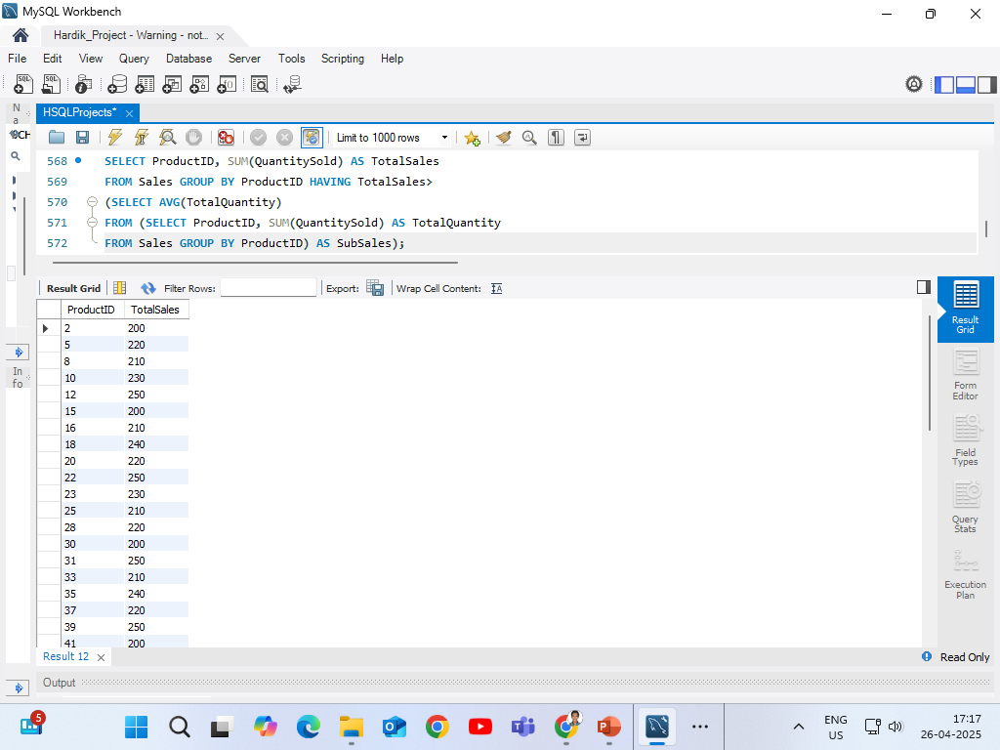 MySQL Workbench
Hardik_Project - Warning - not...
File Edit View Query Database Server Tools Scripting Help
SQL SQL
N
a
HSQLProjects*
CH
Limit to 1000 rows
568 SELECT ProductID, SUM(QuantitySold) AS TotalSales
569 FROM Sales GROUP BY ProductID HAVING TotalSales>
570 (SELECT AVG(TotalQuantity)
571 FROM (SELECT ProductID, SUM(QuantitySold) AS TotalQuantity
572 FROM Sales GROUP BY ProductID) AS SubSales);
Result Grid Filter Rows: Export: Wrap Cell Content:
ProductID TotalSales
2 200
5 220
8 210
10 230
12 250
15 200
16 210
18 240
20 220
22 250
23 230
25 210
28 220
30 200
31 250
33 210
35 240
37 220
39 250
41 200
In
fo
Result
Grid
Form
Editor
Field
Types
Query
Stats
Execution
Plan
Result 12
Read Only
Output
5
ENG
US
17:17
26-04-2025